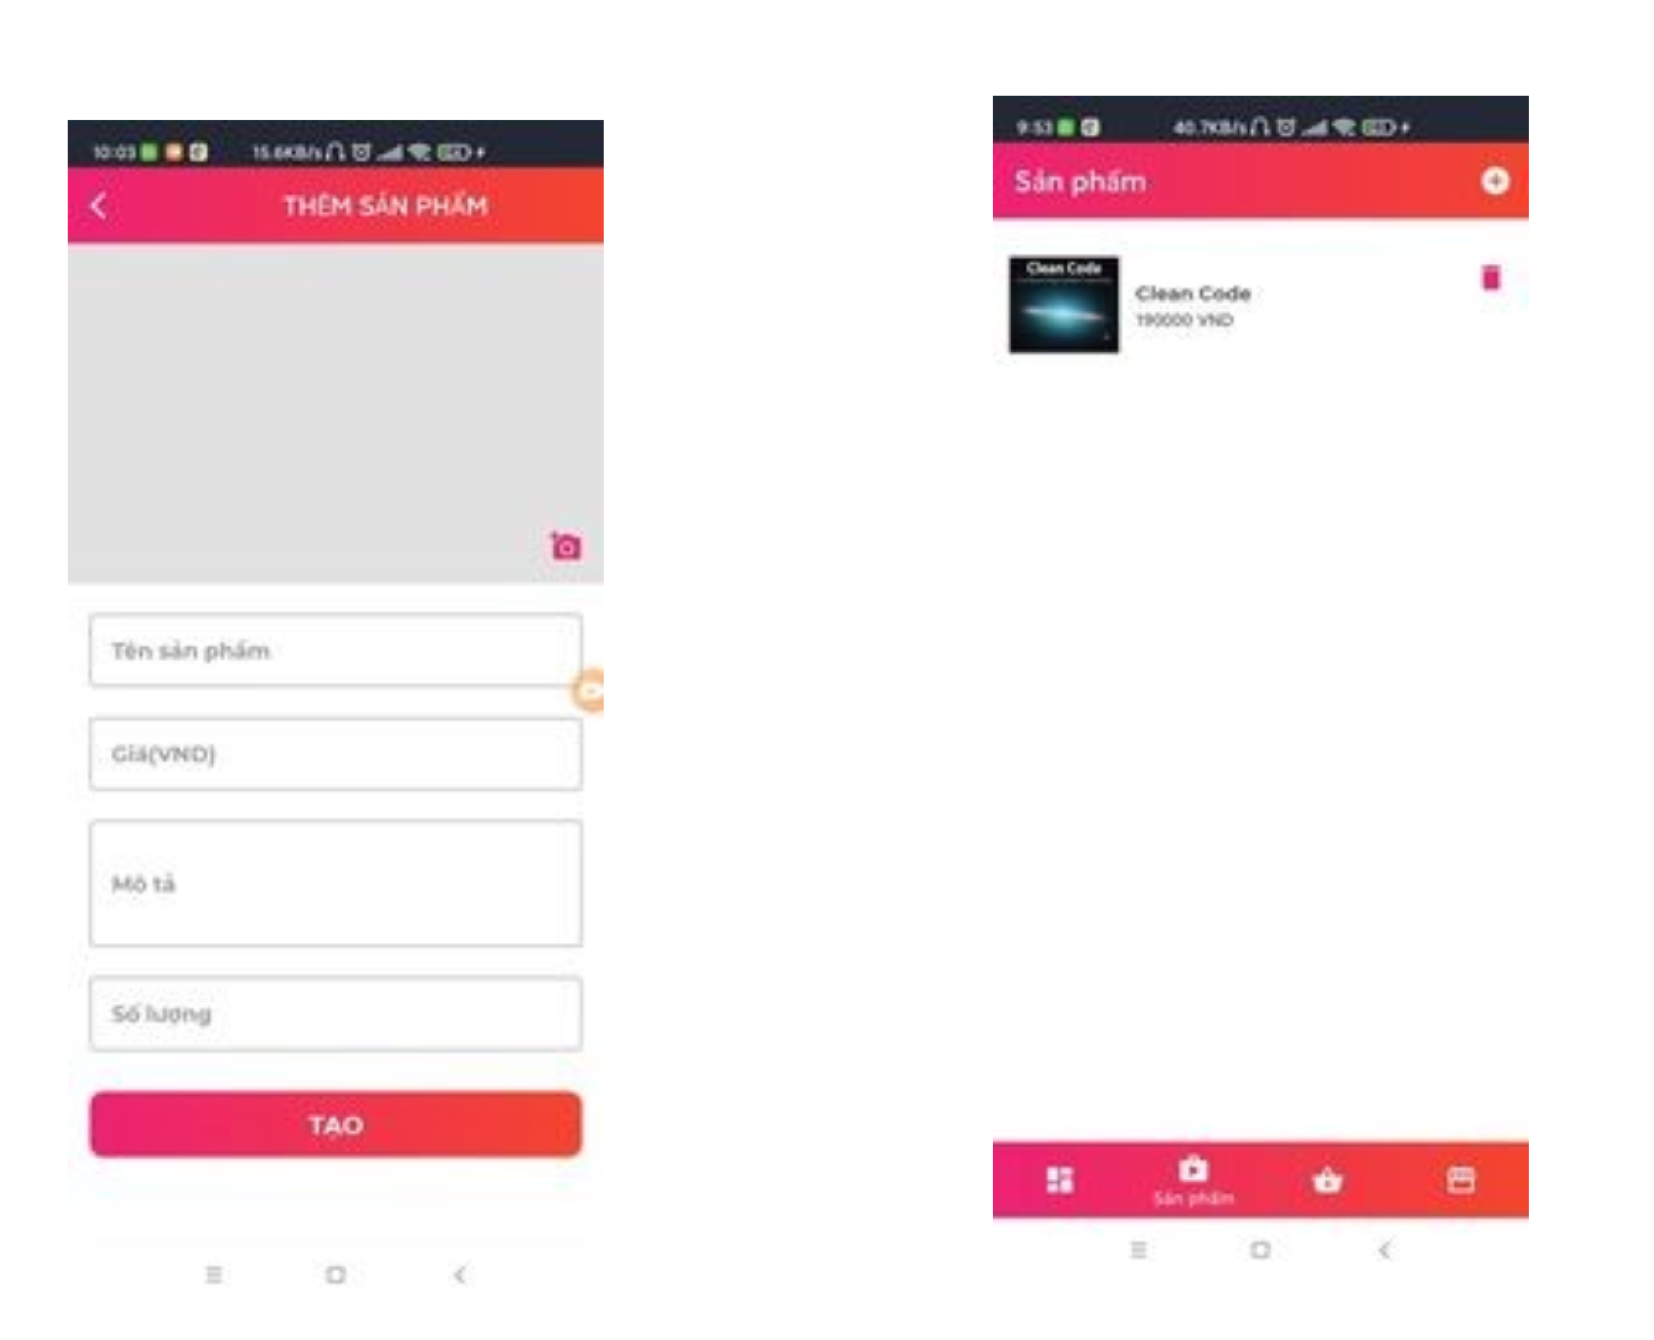 10:03 15.6KB/s
THÊM SẢN PHẨM
Tên sản phẩm
Giá(VND)
Mô tả
Số lượng
TẠO
9:53 40.7KB/s
Sản phẩm
Clean Code
Clean Code
190000 VND
Sản phẩm